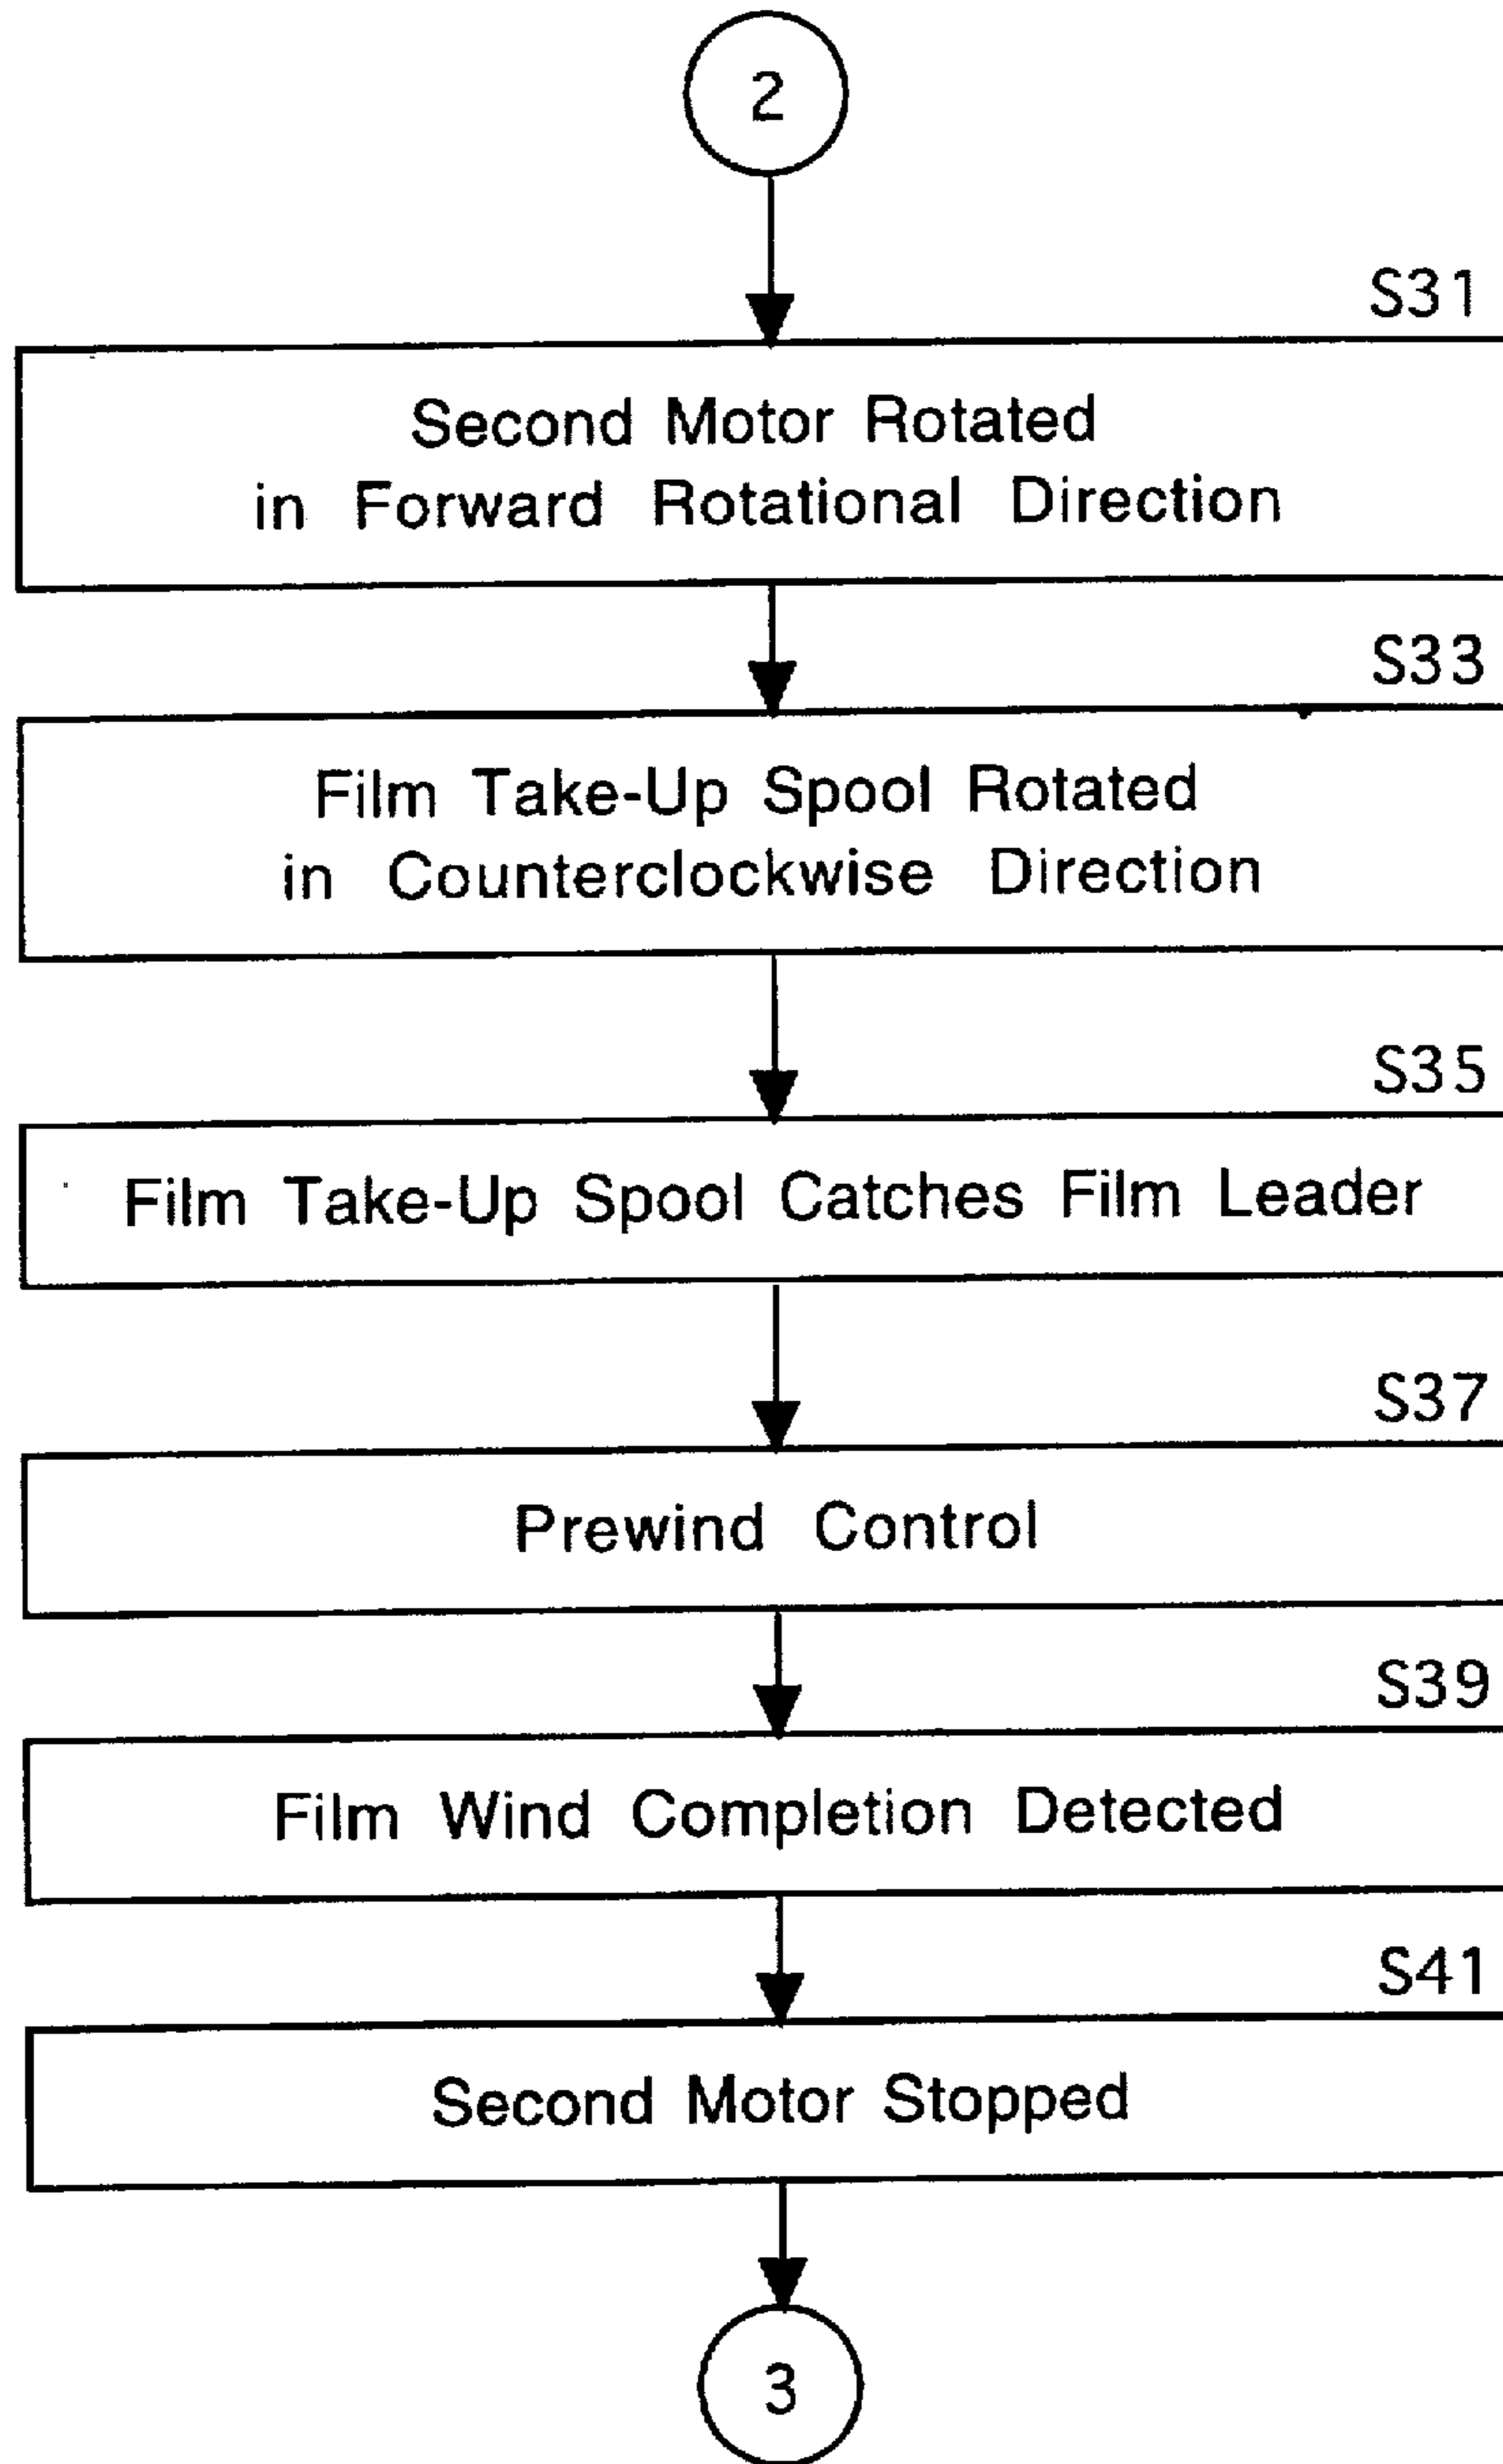 2
S31
Second Motor Rotated
in Forward Rotational Direction
S33
Film Take-Up Spool Rotated
in Counterclockwise Direction
S35
Film Take-Up Spool Catches Film Leader
S37
Prewind Control
S39
Film Wind Completion Detected
S41
Second Motor Stopped
3